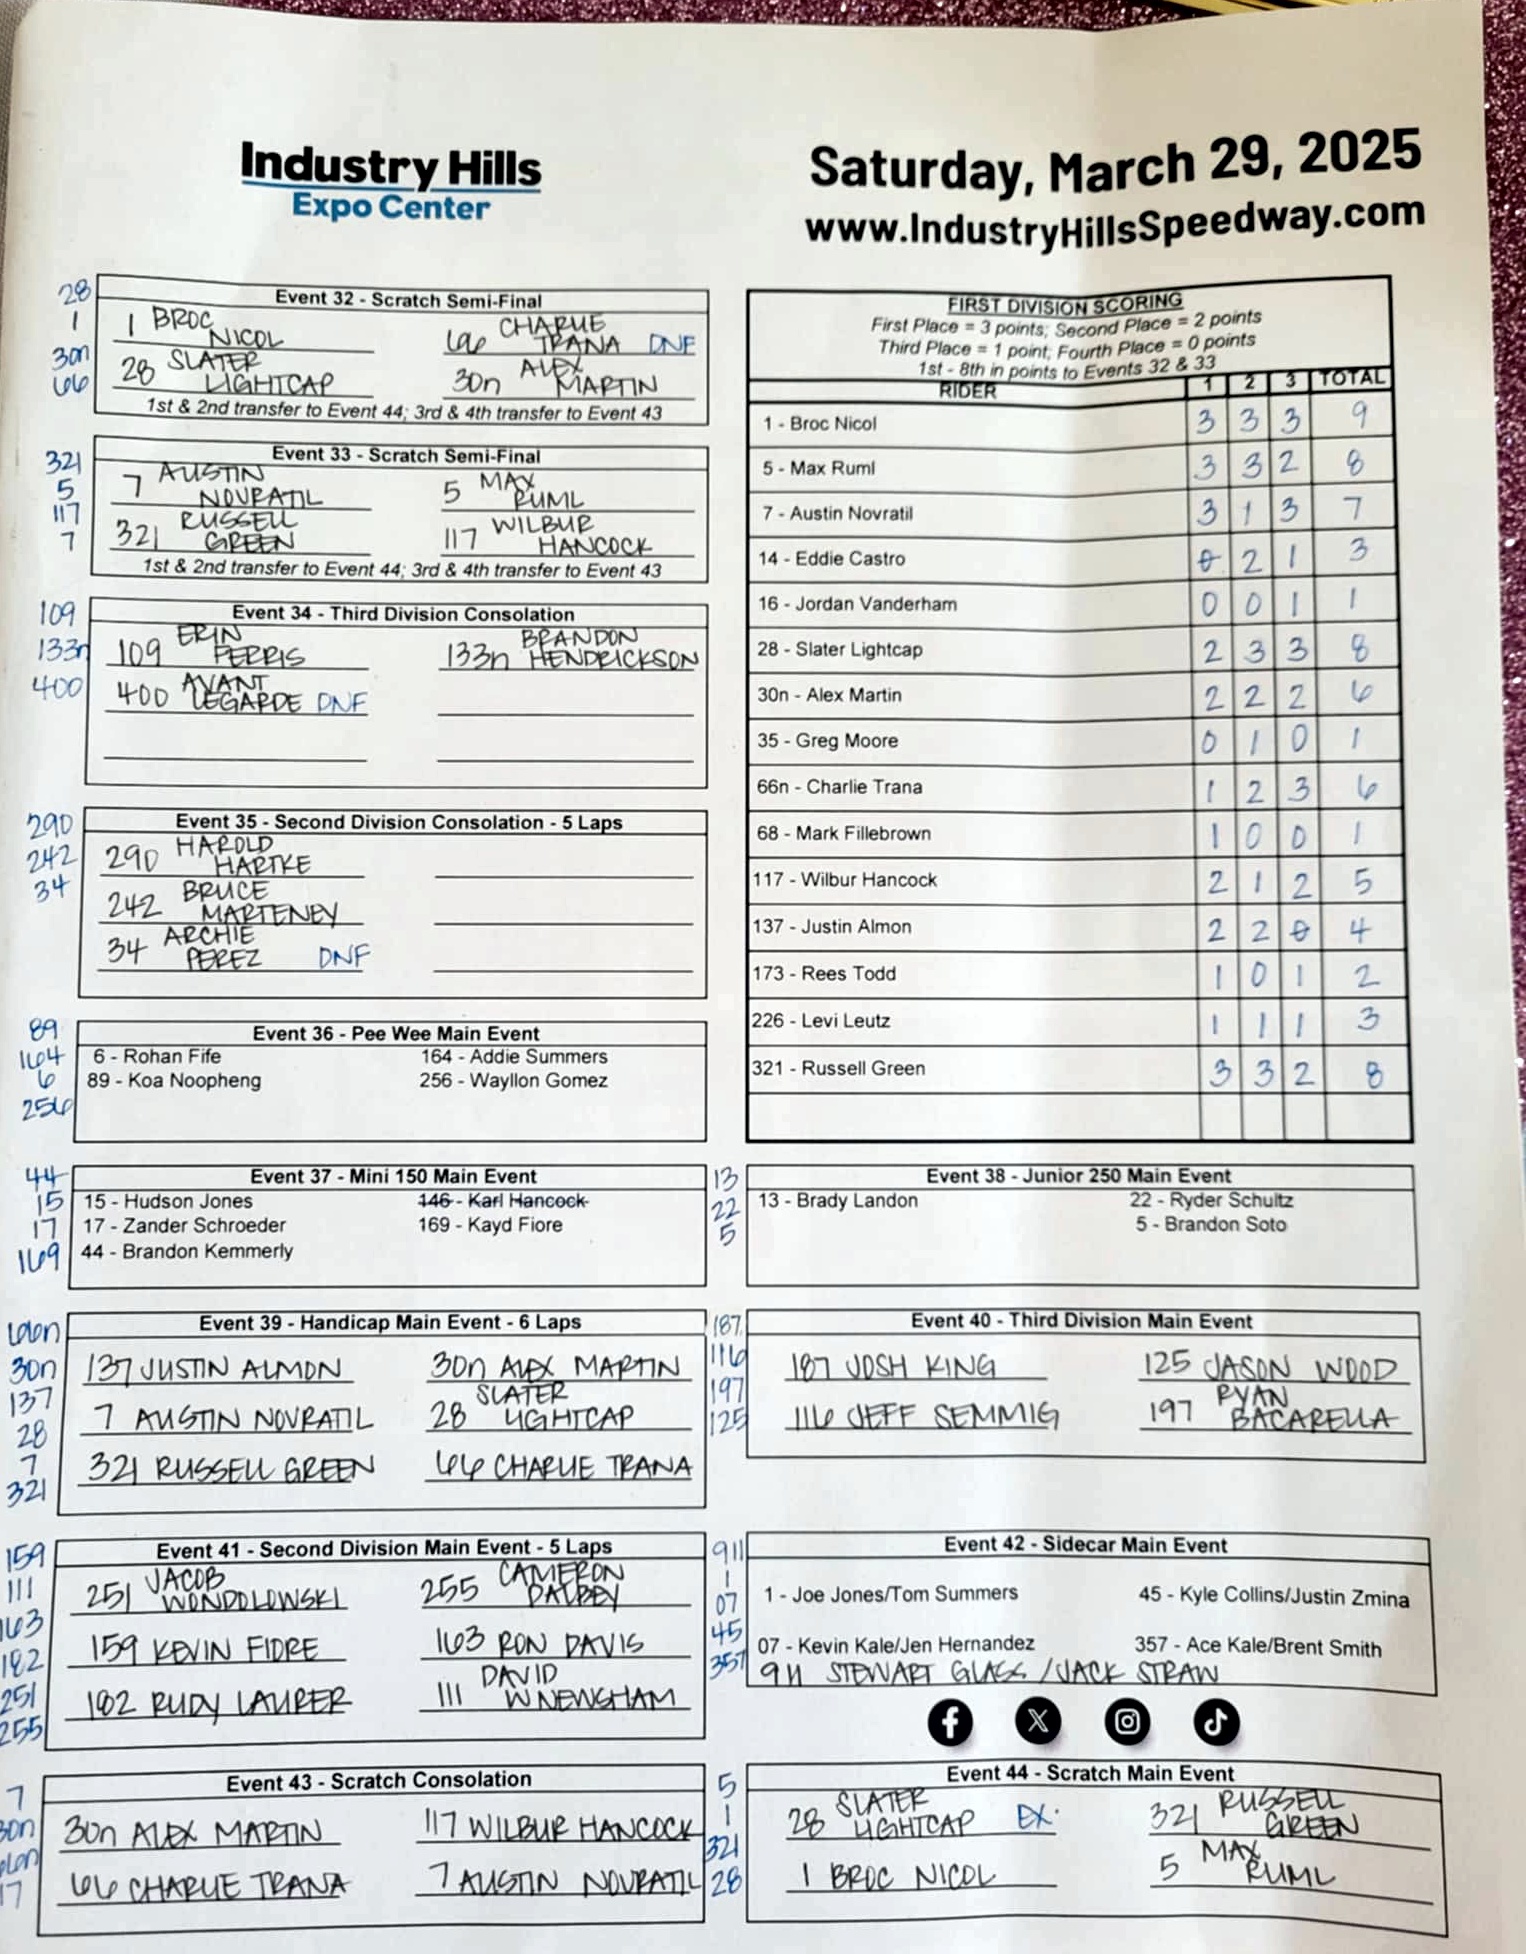 Industry Hills
Expo Center
Saturday, March 29, 2025
www.IndustryHillsSpeedway.com
28
1
30n
66
Event 32 - Scratch Semi-Final
1 BROC NICOL
66 CHARLIE TRANA DNF
28 SLATER LIGHTCAP
30n ALEX MARTIN
1st & 2nd transfer to Event 44; 3rd & 4th transfer to Event 43
321
5
117
7
Event 33 - Scratch Semi-Final
7 AUSTIN NOVRATIL
5 MAX RUML
321 RUSSELL GREEN
117 WILBUR HANCOCK
1st & 2nd transfer to Event 44; 3rd & 4th transfer to Event 43
109
133n
400
Event 34 - Third Division Consolation
109 ERIN FERRIS
133n BRANDON HENDRICKSON
400 AVANT LEGARDE DNF
290
242
34
Event 35 - Second Division Consolation - 5 Laps
290 HAROLD HARTKE
242 BRUCE MARTENEY
34 ARCHIE PEREZ DNF
89
164
6
256
Event 36 - Pee Wee Main Event
6 - Rohan Fife
164 - Addie Summers
89 - Koa Noopheng
256 - Wayllon Gomez
FIRST DIVISION SCORING
First Place = 3 points; Second Place = 2 points
Third Place = 1 point; Fourth Place = 0 points
1st - 8th in points to Events 32 & 33
RIDER 1 2 3 TOTAL
1 - Broc Nicol 3 3 3 9
5 - Max Ruml 3 3 2 8
7 - Austin Novratil 3 1 3 7
14 - Eddie Castro 0 2 1 3
16 - Jordan Vanderham 0 0 1 1
28 - Slater Lightcap 2 3 3 8
30n - Alex Martin 2 2 2 6
35 - Greg Moore 0 1 0 1
66n - Charlie Trana 1 2 3 6
68 - Mark Fillebrown 1 0 0 1
117 - Wilbur Hancock 2 1 2 5
137 - Justin Almon 2 2 0 4
173 - Rees Todd 1 0 1 2
226 - Levi Leutz 1 1 1 3
321 - Russell Green 3 3 2 8
44
15
17
169
Event 37 - Mini 150 Main Event
15 - Hudson Jones
146 - Karl Hancock
17 - Zander Schroeder
169 - Kayd Fiore
44 - Brandon Kemmerly
13
22
5
Event 38 - Junior 250 Main Event
13 - Brady Landon
22 - Ryder Schultz
5 - Brandon Soto
66n
30n
137
28
7
321
Event 39 - Handicap Main Event - 6 Laps
137 JUSTIN ALMON
30n ALEX MARTIN
7 AUSTIN NOVRATIL
28 SLATER LIGHTCAP
321 RUSSELL GREEN
66 CHARLIE TRANA
187
116
197
125
Event 40 - Third Division Main Event
187 JOSH KING
125 JASON WOOD
116 JEFF SEMMIG
197 RYAN BACARELLA
159
111
163
182
251
255
Event 41 - Second Division Main Event - 5 Laps
251 JACOB WONDOLOWSKI
255 CAMERON DALBEY
159 KEVIN FIORE
163 RON DAVIS
182 RUDY LAURER
111 DAVID WNEWGHAM
911
1
07
45
357
Event 42 - Sidecar Main Event
1 - Joe Jones/Tom Summers
45 - Kyle Collins/Justin Zmina
07 - Kevin Kale/Jen Hernandez
357 - Ace Kale/Brent Smith
911 STEWART GLASS / JACK STRAW
7
30n
66n
17
Event 43 - Scratch Consolation
30n ALEX MARTIN
117 WILBUR HANCOCK
66 CHARLIE TRANA
7 AUSTIN NOVRATIL
5
1
321
28
Event 44 - Scratch Main Event
28 SLATER LIGHTCAP EX.
321 RUSSELL GREEN
1 BROC NICOL
5 MAX RUML